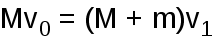 Mv₀ = (M + m)v₁